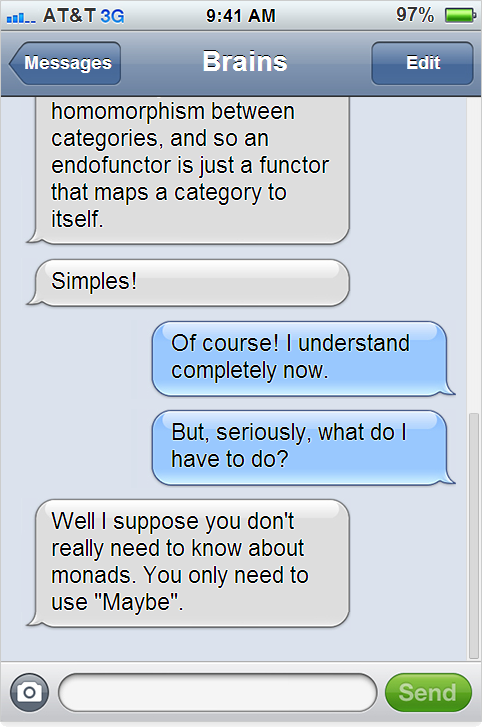 AT&T 3G 9:41 AM 97%
Messages Brains Edit
homomorphism between
categories, and so an
endofunctor is just a functor
that maps a category to
itself.
Simples!
Of course! I understand
completely now.
But, seriously, what do I
have to do?
Well I suppose you don't
really need to know about
monads. You only need to
use "Maybe".
Send